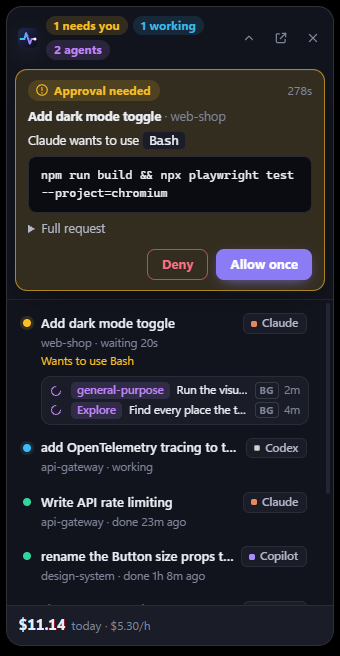 1 needs you
1 working
2 agents
Approval needed
278s
Add dark mode toggle · web-shop
Claude wants to use Bash
npm run build && npx playwright test
--project=chromium
Full request
Deny
Allow once
Add dark mode toggle
Claude
web-shop · waiting 20s
Wants to use Bash
general-purpose Run the visu... BG 2m
Explore Find every place the t... BG 4m
add OpenTelemetry tracing to t...
Codex
api-gateway · working
Write API rate limiting
Claude
api-gateway · done 23m ago
rename the Button size props t...
Copilot
design-system · done 1h 8m ago
$11.14 today · $5.30/h